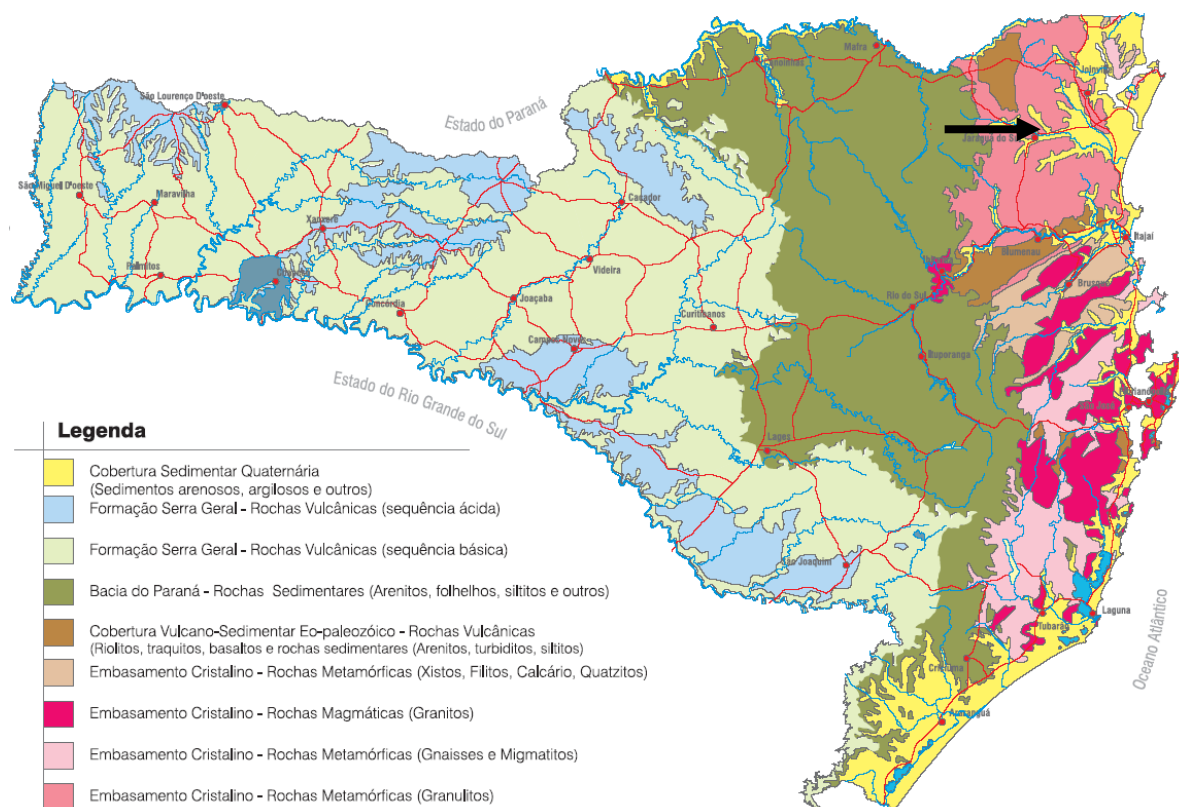 Mafra
Canoinhas
Joinville
São Lourenço D'oeste
Estado do Paraná
Jaraguá do Sul
São Miguel D'oeste
Maravilha
Caçador
Xanxerê
Itajaí
Blumenau
Palmitos
Chapecó
Videira
Ibirama
Brusque
Concórdia
Joaçaba
Rio do Sul
Curitibanos
Campos Novos
Ituporanga
Estado do Rio Grande do Sul
Florianópolis
São José
Lages
São Joaquim
Laguna
Tubarão
Oceano Atlântico
Criciuma
Araranguá
Legenda
Cobertura Sedimentar Quaternária
(Sedimentos arenosos, argilosos e outros)
Formação Serra Geral - Rochas Vulcânicas (sequência ácida)
Formação Serra Geral - Rochas Vulcânicas (sequência básica)
Bacia do Paraná - Rochas Sedimentares (Arenitos, folhelhos, siltitos e outros)
Cobertura Vulcano-Sedimentar Eo-paleozóico - Rochas Vulcânicas
(Riolitos, traquitos, basaltos e rochas sedimentares (Arenitos, turbiditos, siltitos)
Embasamento Cristalino - Rochas Metamórficas (Xistos, Filitos, Calcário, Quatzitos)
Embasamento Cristalino - Rochas Magmáticas (Granitos)
Embasamento Cristalino - Rochas Metamórficas (Gnaisses e Migmatitos)
Embasamento Cristalino - Rochas Metamórficas (Granulitos)